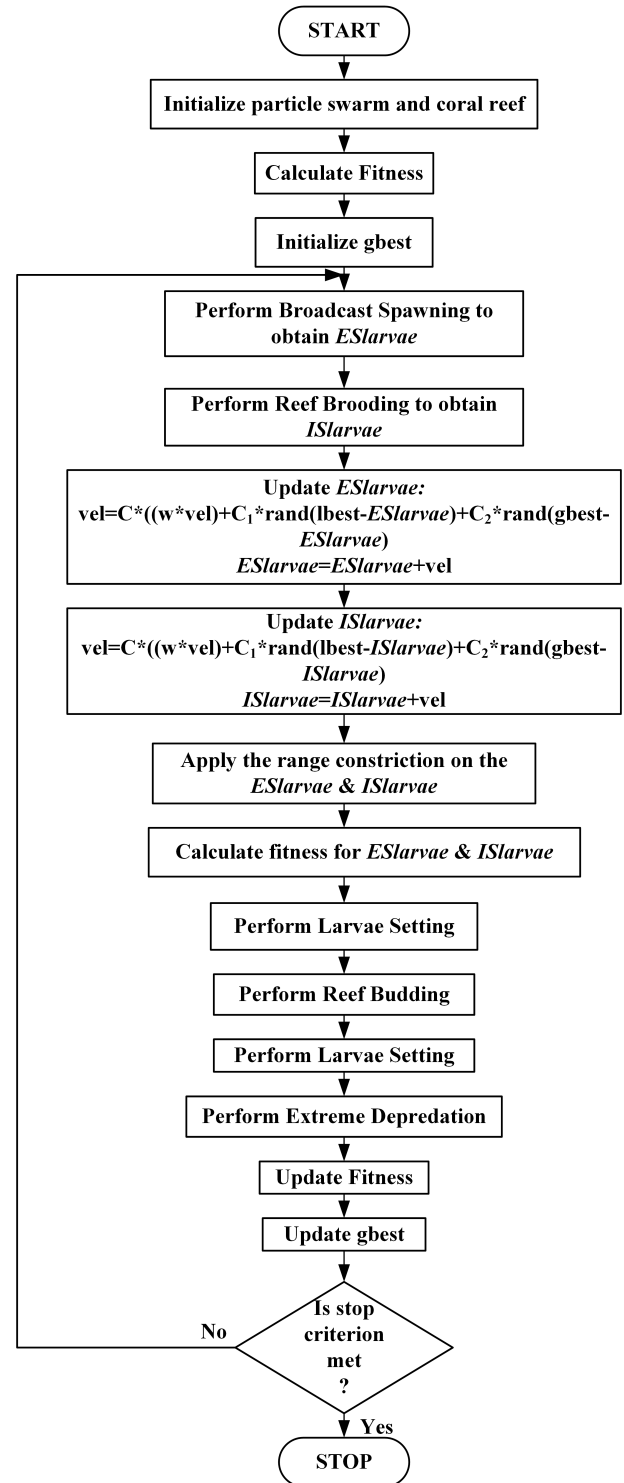 START
Initialize particle swarm and coral reef
Calculate Fitness
Initialize gbest
Perform Broadcast Spawning to
obtain ESlarvae
Perform Reef Brooding to obtain
ISlarvae
Update ESlarvae:
vel=C*((w*vel)+C₁*rand(lbest-ESlarvae)+C₂*rand(gbest-
ESlarvae)
ESlarvae=ESlarvae+vel
Update ISlarvae:
vel=C*((w*vel)+C₁*rand(lbest-ISlarvae)+C₂*rand(gbest-
ISlarvae)
ISlarvae=ISlarvae+vel
Apply the range constriction on the
ESlarvae & ISlarvae
Calculate fitness for ESlarvae & ISlarvae
Perform Larvae Setting
Perform Reef Budding
Perform Larvae Setting
Perform Extreme Depredation
Update Fitness
Update gbest
Is stop
criterion
met
?
No
Yes
STOP